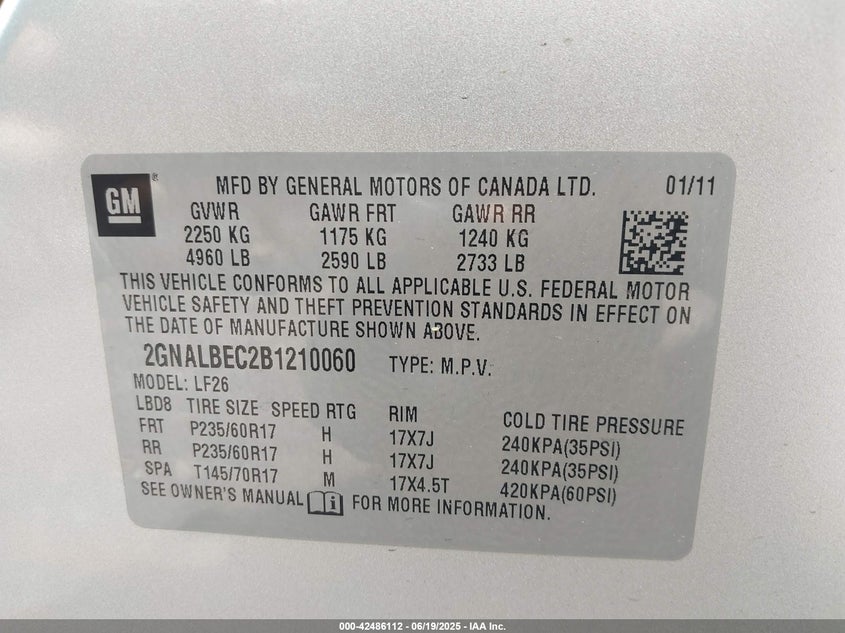 GM ® MFD BY GENERAL MOTORS OF CANADA LTD. 01/11
GVWR GAWR FRT GAWR RR
2250 KG 1175 KG 1240 KG
4960 LB 2590 LB 2733 LB
THIS VEHICLE CONFORMS TO ALL APPLICABLE U.S. FEDERAL MOTOR
VEHICLE SAFETY AND THEFT PREVENTION STANDARDS IN EFFECT ON
THE DATE OF MANUFACTURE SHOWN ABOVE.
2GNALBEC2B1210060 TYPE: M.P.V.
MODEL: LF26
LBD8 TIRE SIZE SPEED RTG RIM COLD TIRE PRESSURE
FRT P235/60R17 H 17X7J 240KPA(35PSI)
RR P235/60R17 H 17X7J 240KPA(35PSI)
SPA T145/70R17 M 17X4.5T 420KPA(60PSI)
SEE OWNER'S MANUAL FOR MORE INFORMATION.
000-42486112 - 06/19/2025 - IAA Inc.